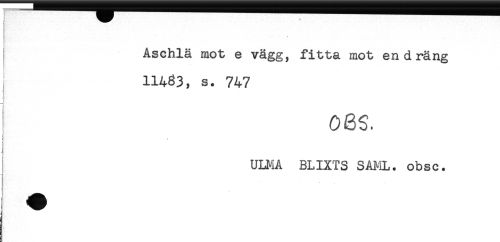 Aschlä mot e vägg, fitta mot en dräng
11483, s. 747
OBS.
ULMA BLIXTS SAML. obsc.